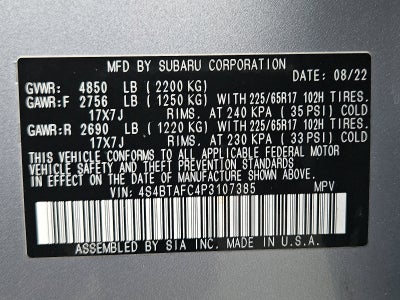 MFD BY SUBARU CORPORATION
DATE: 08/22
GVWR: 4850 LB (2200 KG)
GAWR:F 2756 LB (1250 KG) WITH 225/65R17 102H TIRES.
17X7J RIMS, AT 240 KPA (35PSI) COLD
GAWR:R 2690 LB (1220 KG) WITH 225/65R17 102H TIRES.
17X7J RIMS, AT 230 KPA (33PSI) COLD
THIS VEHICLE CONFORMS TO ALL APPLICABLE FEDERAL MOTOR
VEHICLE SAFETY, BUMPER, AND THEFT PREVENTION STANDARDS
IN EFFECT ON THE DATE OF MANUFACTURE SHOWN ABOVE.
VIN: 4S4BTAFC4P3107385 MPV
ASSEMBLED BY SIA INC. MADE IN U.S.A.